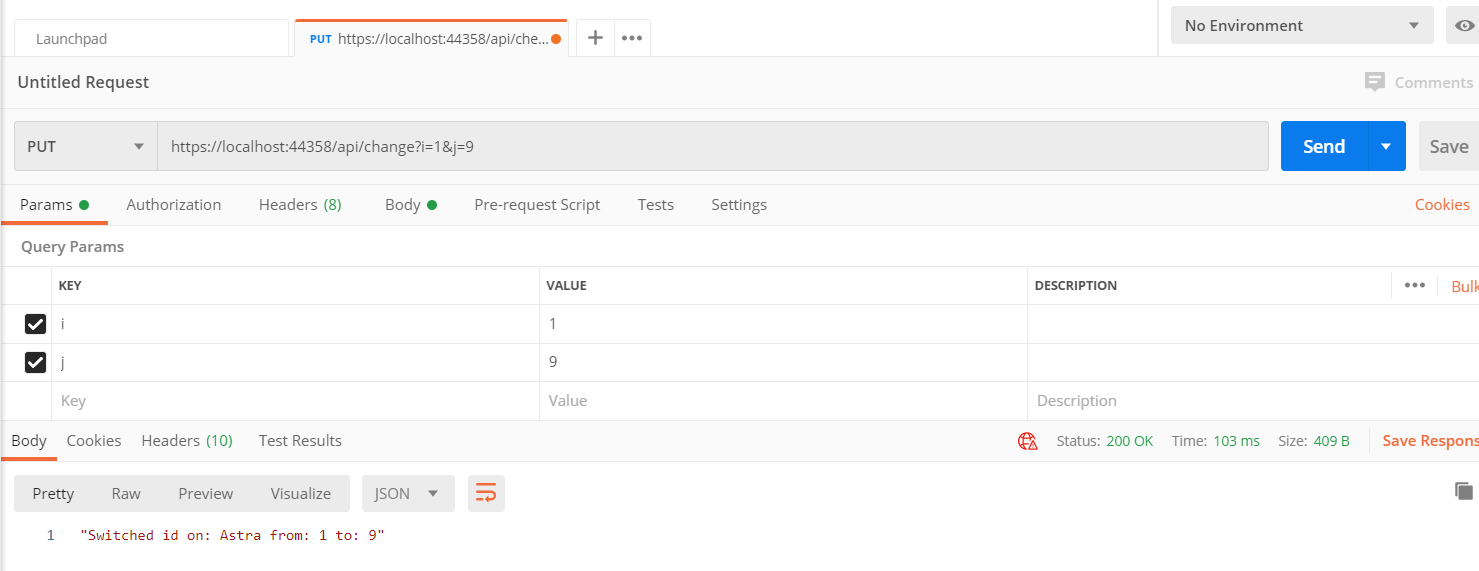 Launchpad
PUT https://localhost:44358/api/che...
No Environment
Untitled Request
Comments
PUT https://localhost:44358/api/change?i=1&j=9 Send Save
Params Authorization Headers (8) Body Pre-request Script Tests Settings Cookies
Query Params
KEY VALUE DESCRIPTION Bulk
i 1
j 9
Key Value Description
Body Cookies Headers (10) Test Results Status: 200 OK Time: 103 ms Size: 409 B Save Respons
Pretty Raw Preview Visualize JSON
1 "Switched id on: Astra from: 1 to: 9"